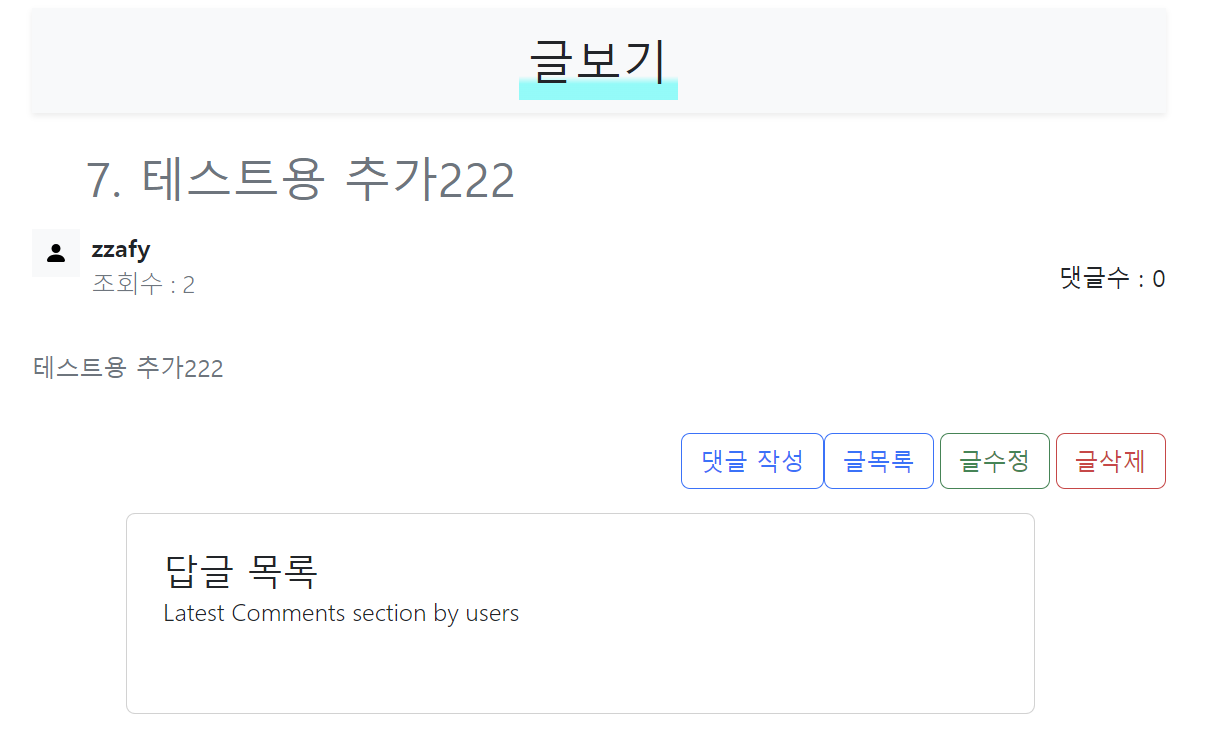 글보기
7. 테스트용 추가222
zzafy
조회수 : 2
댓글수 : 0
테스트용 추가222
댓글 작성 글목록 글수정 글삭제
답글 목록
Latest Comments section by users